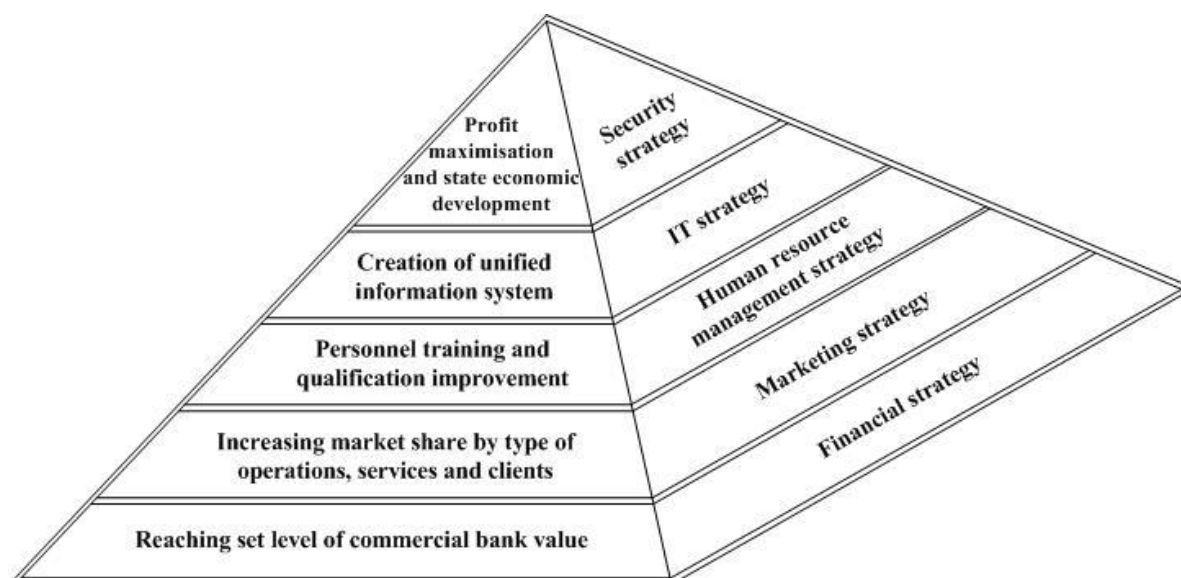 Profit
maximisation
and state economic
development
Security
strategy
Creation of unified
information system
IT strategy
Personnel training and
qualification improvement
Human resource
management strategy
Increasing market share by type of
operations, services and clients
Marketing strategy
Reaching set level of commercial bank value
Financial strategy